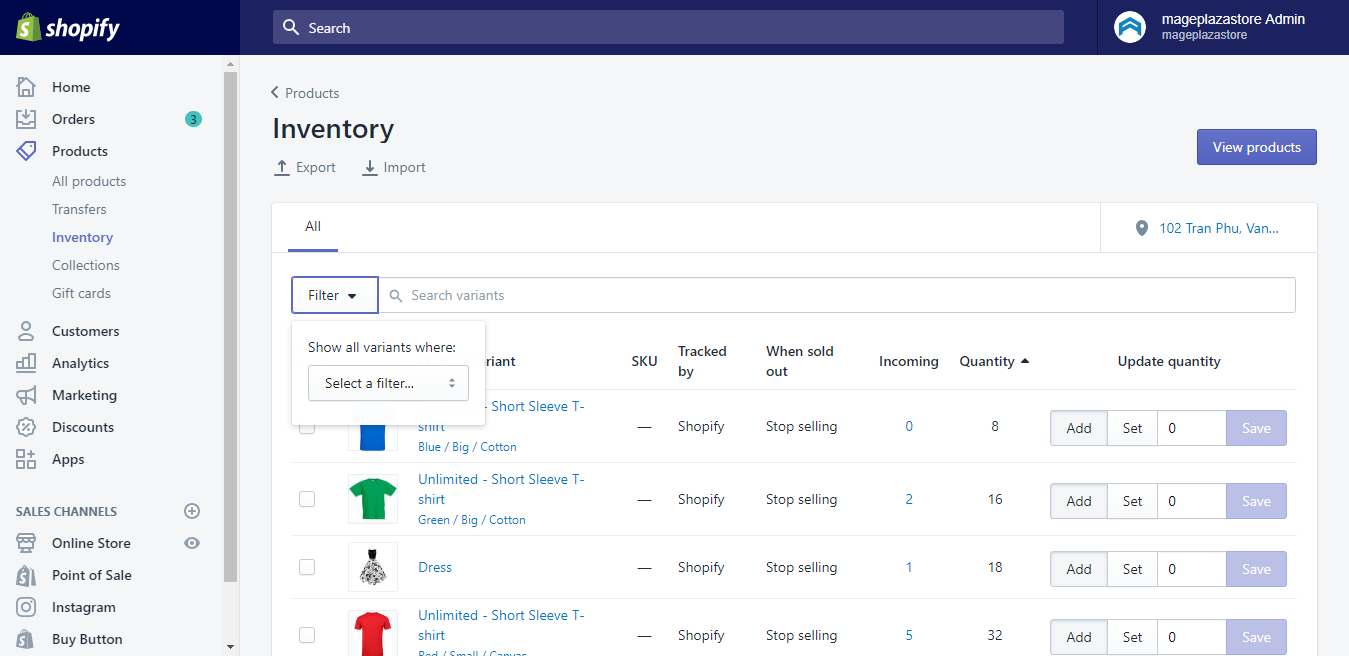 shopify
Search
mageplazastore Admin
mageplazastore
Home
Orders 3
Products
All products
Transfers
Inventory
Collections
Gift cards
Customers
Analytics
Marketing
Discounts
Apps
SALES CHANNELS
Online Store
Point of Sale
Instagram
Buy Button
Products
Inventory
Export Import
View products
All
102 Tran Phu, Van...
Filter
Search variants
Show all variants where:
Select a filter...
riant SKU Tracked by When sold out Incoming Quantity Update quantity
- Short Sleeve T-
shirt
Blue / Big / Cotton
— Shopify Stop selling 0 8 Add Set 0 Save
Unlimited - Short Sleeve T-
shirt
Green / Big / Cotton
— Shopify Stop selling 2 16 Add Set 0 Save
Dress — Shopify Stop selling 1 18 Add Set 0 Save
Unlimited - Short Sleeve T-
shirt
Red / Small / Canvas
— Shopify Stop selling 5 32 Add Set 0 Save